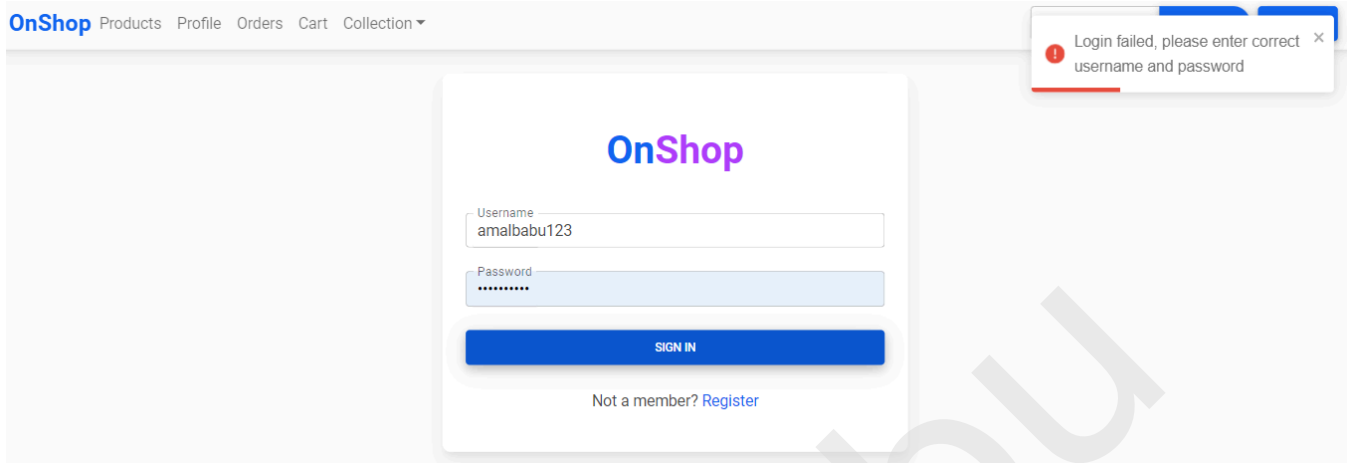 OnShop Products Profile Orders Cart Collection
Login failed, please enter correct
username and password
OnShop
Username
amalbabu123
Password
••••••••••
SIGN IN
Not a member? Register